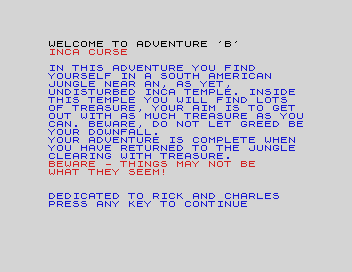 WELCOME TO ADVENTURE 'B'
INCA CURSE
IN THIS ADVENTURE YOU FIND
YOURSELF IN A SOUTH AMERICAN
JUNGLE NEAR AN, AS YET,
UNDISTURBED INCA TEMPLE. INSIDE
THIS TEMPLE YOU WILL FIND LOTS
OF TREASURE, YOUR AIM IS TO GET
OUT WITH AS MUCH TREASURE AS YOU
CAN. BEWARE, DO NOT LET GREED BE
YOUR DOWNFALL.
YOUR ADVENTURE IS COMPLETE WHEN
YOU HAVE RETURNED TO THE JUNGLE
CLEARING WITH TREASURE.
BEWARE - THINGS MAY NOT BE
WHAT THEY SEEM!
DEDICATED TO RICK AND CHARLES
PRESS ANY KEY TO CONTINUE